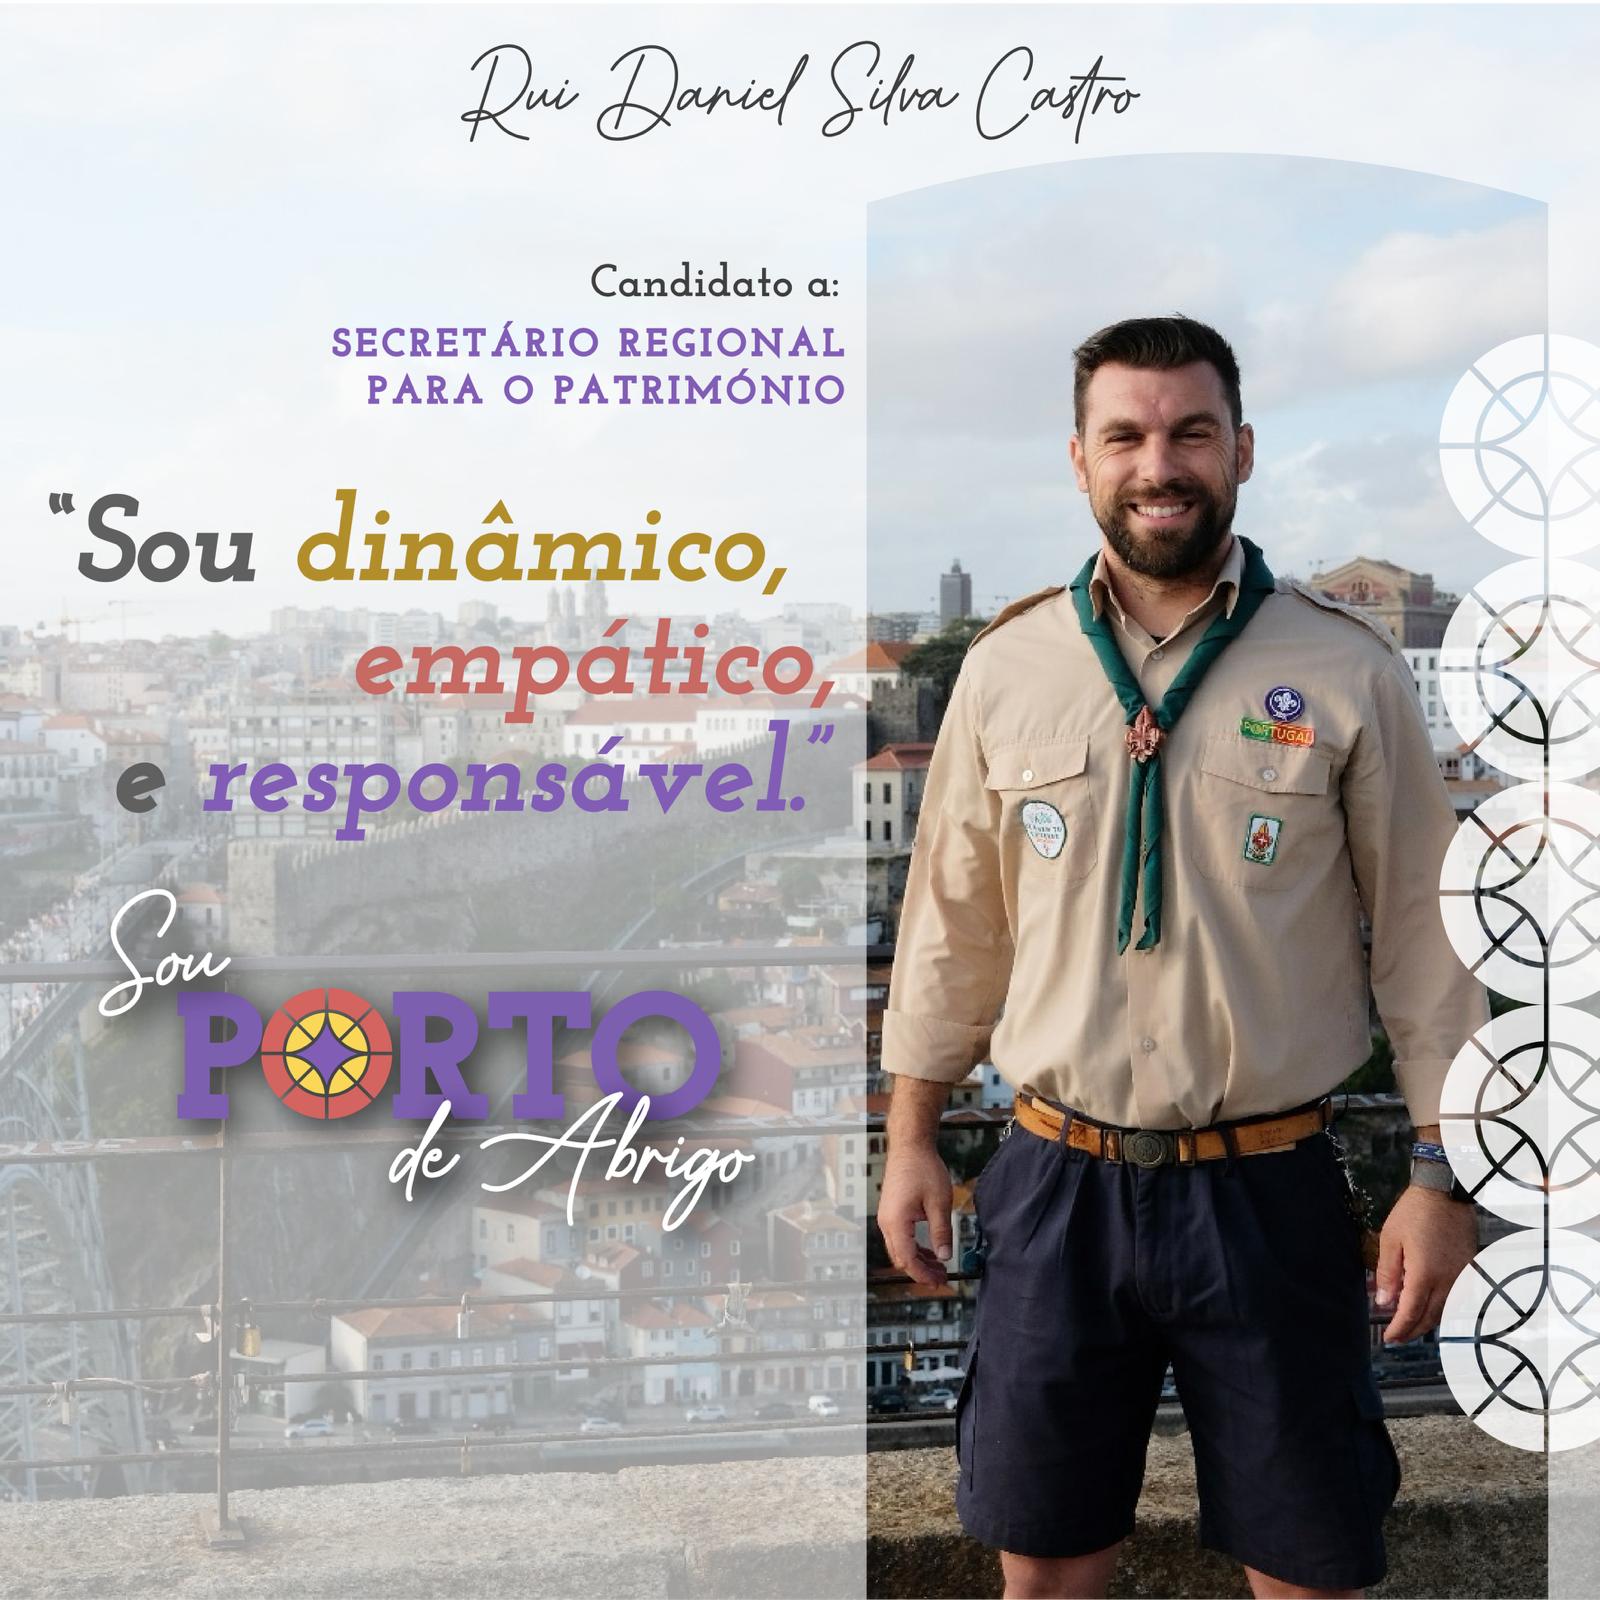 Rui Daniel Silva Castro
Candidato a:
SECRETÁRIO REGIONAL
PARA O PATRIMÓNIO
“Sou dinâmico,
empático,
e responsável.”
Sou
PORTO
de Abrigo
PORTUGAL